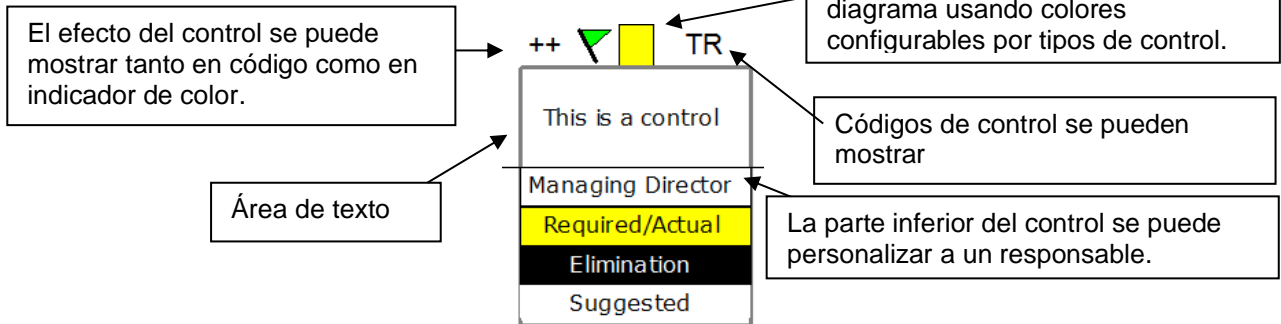 diagrama usando colores
configurables por tipos de control.
El efecto del control se puede
mostrar tanto en código como en
indicador de color.
++ TR
This is a control
Códigos de control se pueden
mostrar
Managing Director
Área de texto
Required/Actual
La parte inferior del control se puede
personalizar a un responsable.
Elimination
Suggested